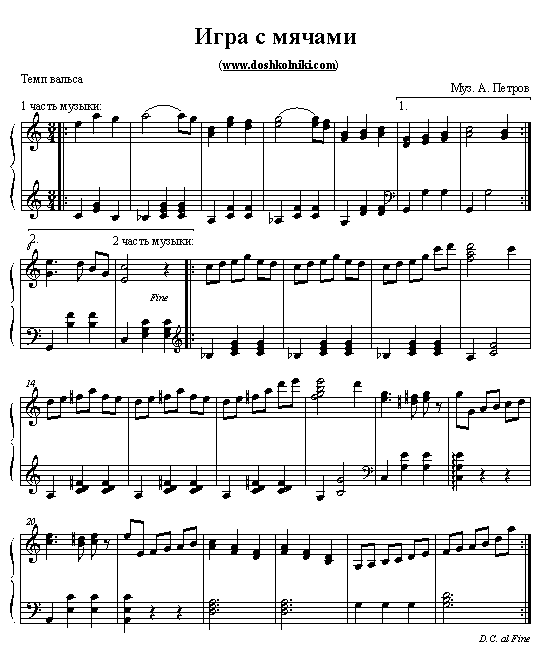 Игра с мячами
(www.doshkolniki.com)
Темп вальса
Муз. А. Петров
1 часть музыки:
1.
2.
2 часть музыки:
Fine
14
20
D.C. al Fine